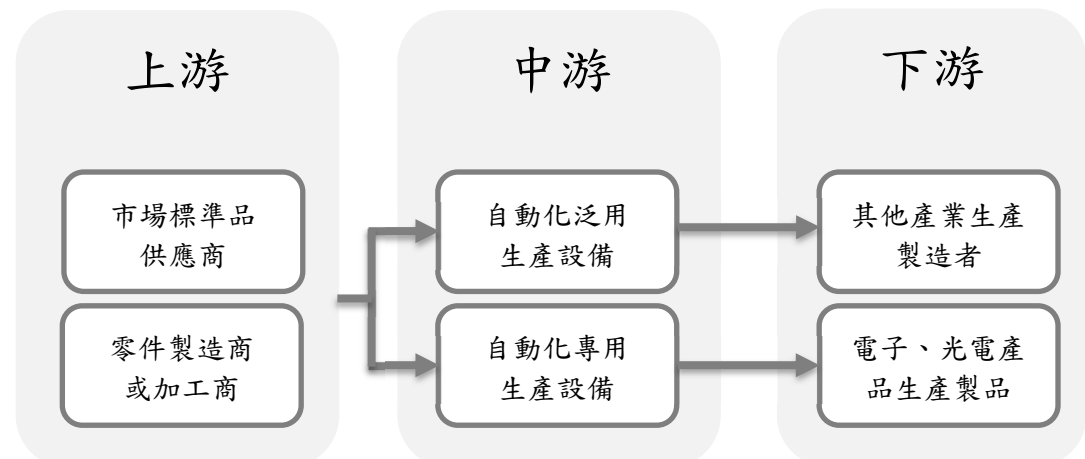 上游
中游
下游
市場標準品
供應商
自動化泛用
生產設備
其他產業生產
製造者
零件製造商
或加工商
自動化專用
生產設備
電子、光電產
品生產製品